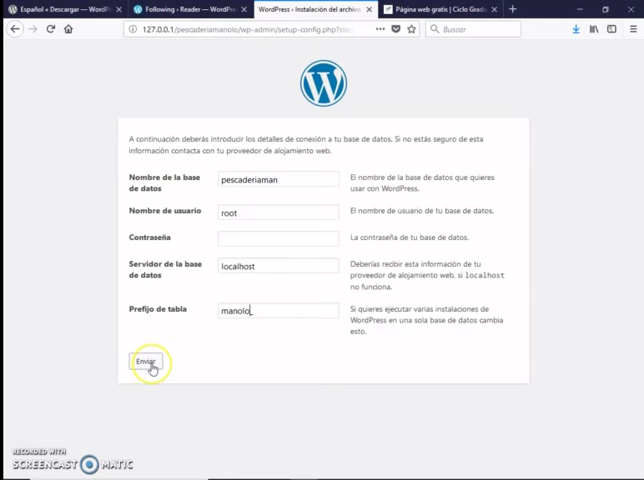 Español « Descargar — WordP
Following ‹ Reader — WordPr
WordPress › Instalación del archivo
Página web gratis | Ciclo Grado
127.0.0.1/pescaderiamanolo/wp-admin/setup-config.php?step
Buscar
A continuación deberás introducir los detalles de conexión a tu base de datos. Si no estás seguro de esta
información contacta con tu proveedor de alojamiento web.
Nombre de la base
de datos
pescaderiaman
El nombre de la base de datos que quieres
usar con WordPress.
Nombre de usuario
root
El nombre de usuario de tu base de datos.
Contraseña
La contraseña de tu base de datos.
Servidor de la base
de datos
localhost
Deberías recibir esta información de tu
proveedor de alojamiento web, si localhost
no funciona.
Prefijo de tabla
manolo_
Si quieres ejecutar varias instalaciones de
WordPress en una sola base de datos cambia
esto.
Enviar
RECORDED WITH
SCREENCAST MATIC